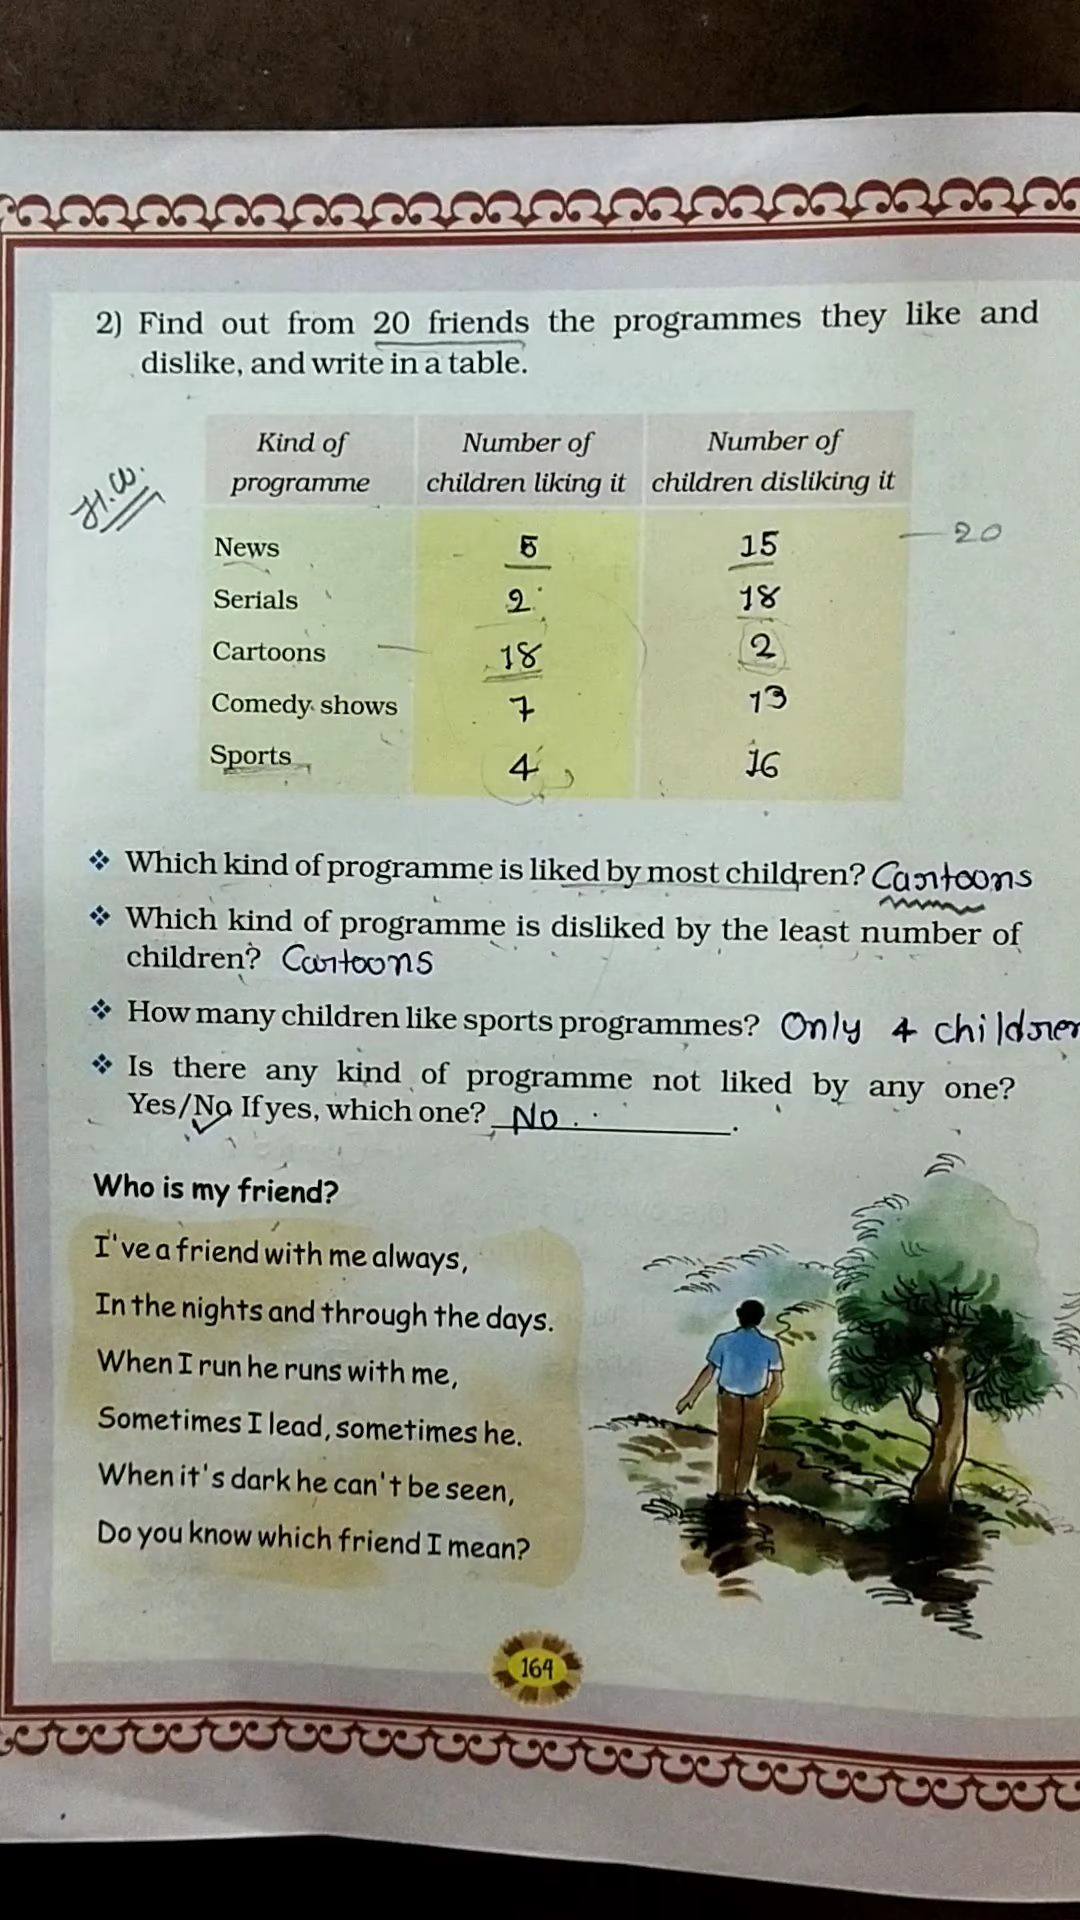 2) Find out from 20 friends the programmes they like and
dislike, and write in a table.
Kind of programme | Number of children liking it | Number of children disliking it
H.W.
News 5 15 — 20
Serials 2 18
Cartoons 18 2
Comedy shows 7 13
Sports 4 16
❖ Which kind of programme is liked by most children? Cartoons
❖ Which kind of programme is disliked by the least number of
children? Cartoons
❖ How many children like sports programmes? Only 4 children
❖ Is there any kind of programme not liked by any one?
Yes/No If yes, which one? No.
Who is my friend?
I've a friend with me always,
In the nights and through the days.
When I run he runs with me,
Sometimes I lead, sometimes he.
When it's dark he can't be seen,
Do you know which friend I mean?
164